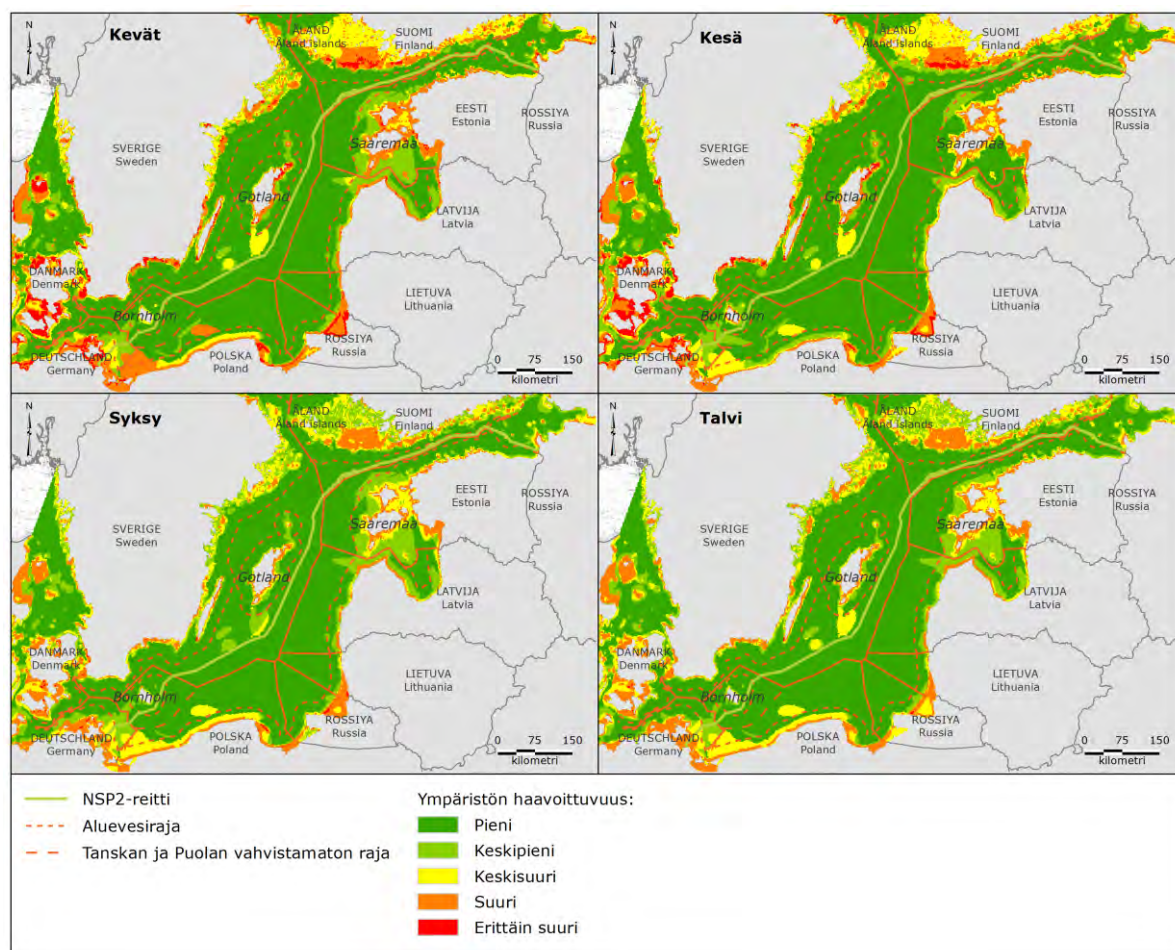 Kevät
N
ÅLAND
Åland islands
SUOMI
Finland
EESTI
Estonia
ROSSIYA
Russia
SVERIGE
Sweden
Saaremaa
Gotland
LATVIJA
Latvia
DANMARK
Denmark
LIETUVA
Lithuania
Bornholm
DEUTSCHLAND
Germany
POLSKA
Poland
ROSSIYA
Russia
0 75 150
kilometri
Kesä
N
ÅLAND
Åland islands
SUOMI
Finland
EESTI
Estonia
ROSSIYA
Russia
SVERIGE
Sweden
Saaremaa
Gotland
LATVIJA
Latvia
DANMARK
Denmark
LIETUVA
Lithuania
Bornholm
DEUTSCHLAND
Germany
POLSKA
Poland
ROSSIYA
Russia
0 75 150
kilometri
Syksy
N
ÅLAND
Åland islands
SUOMI
Finland
EESTI
Estonia
ROSSIYA
Russia
SVERIGE
Sweden
Saaremaa
Gotland
LATVIJA
Latvia
DANMARK
Denmark
LIETUVA
Lithuania
Bornholm
DEUTSCHLAND
Germany
POLSKA
Poland
ROSSIYA
Russia
0 75 150
kilometri
Talvi
N
ÅLAND
Åland islands
SUOMI
Finland
EESTI
Estonia
ROSSIYA
Russia
SVERIGE
Sweden
Saaremaa
Gotland
LATVIJA
Latvia
DANMARK
Denmark
LIETUVA
Lithuania
Bornholm
DEUTSCHLAND
Germany
POLSKA
Poland
ROSSIYA
Russia
0 75 150
kilometri
NSP2-reitti
Aluevesiraja
Tanskan ja Puolan vahvistamaton raja
Ympäristön haavoittuvuus:
Pieni
Keskipieni
Keskisuuri
Suuri
Erittäin suuri